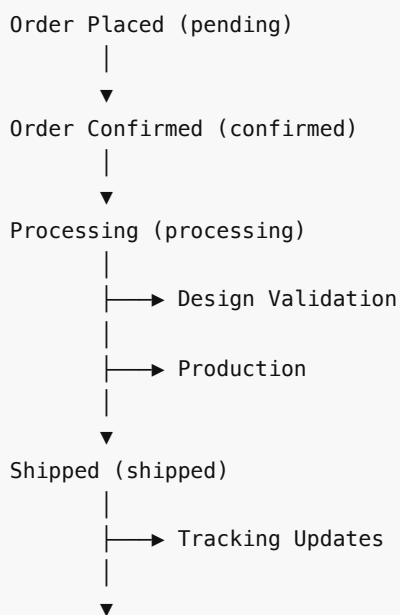 Order Placed (pending)
Order Confirmed (confirmed)
Processing (processing)
Design Validation
Production
Shipped (shipped)
Tracking Updates